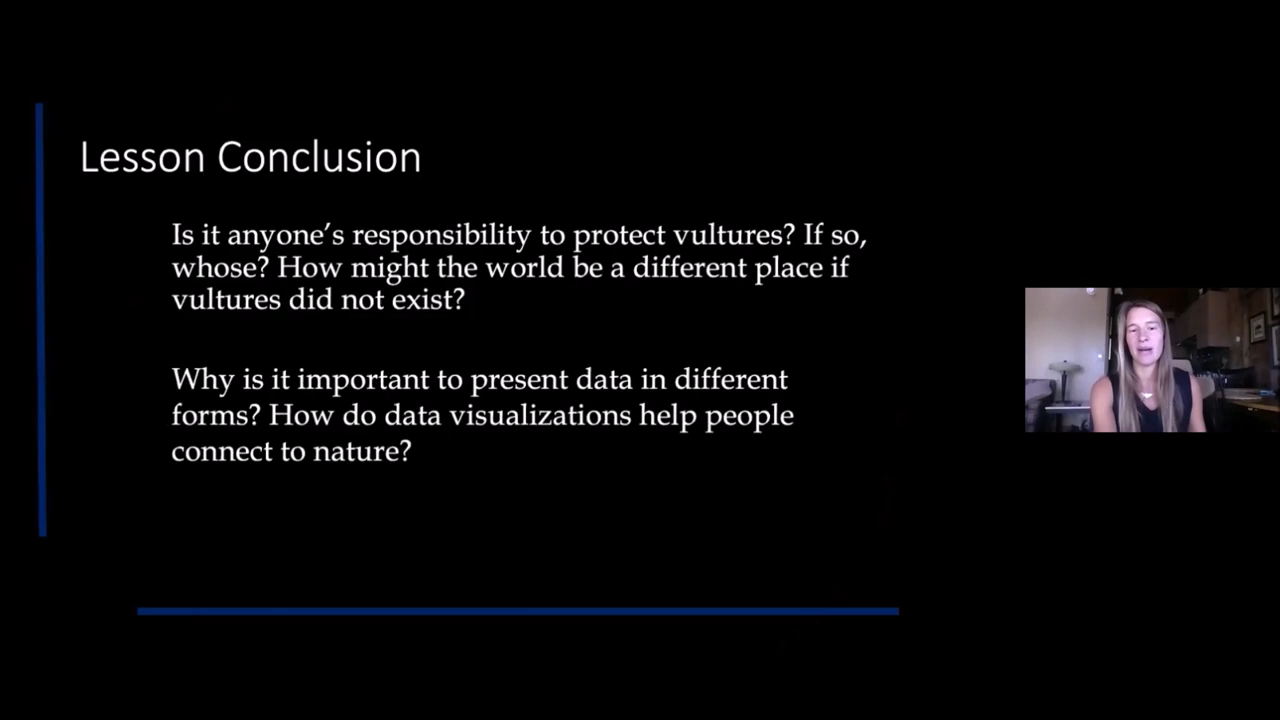 Lesson Conclusion
Is it anyone’s responsibility to protect vultures? If so,
whose? How might the world be a different place if
vultures did not exist?
Why is it important to present data in different
forms? How do data visualizations help people
connect to nature?